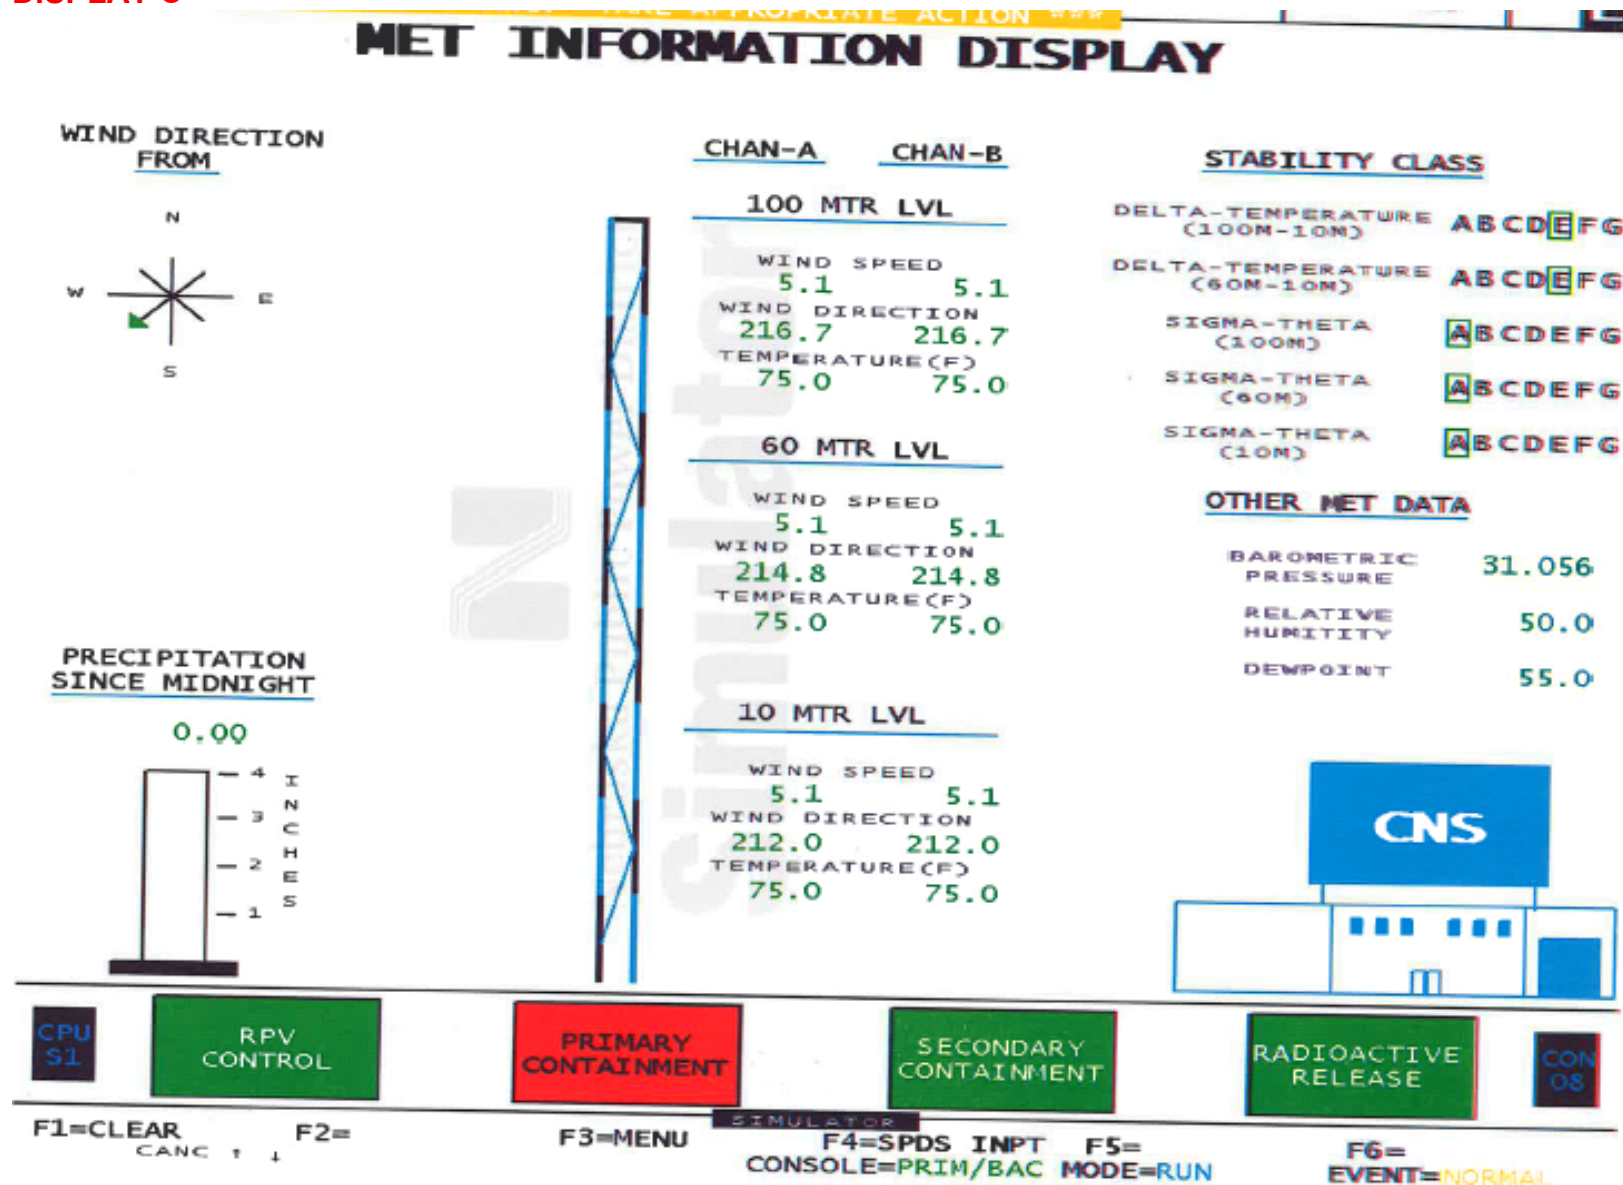 TAKE APPROPRIATE ACTION ***
MET INFORMATION DISPLAY
WIND DIRECTION
FROM
N
W E
S
PRECIPITATION
SINCE MIDNIGHT
0.00
4
3
2
1
INCHES
CHAN-A CHAN-B
100 MTR LVL
WIND SPEED
5.1 5.1
WIND DIRECTION
216.7 216.7
TEMPERATURE(F)
75.0 75.0
60 MTR LVL
WIND SPEED
5.1 5.1
WIND DIRECTION
214.8 214.8
TEMPERATURE(F)
75.0 75.0
10 MTR LVL
WIND SPEED
5.1 5.1
WIND DIRECTION
212.0 212.0
TEMPERATURE(F)
75.0 75.0
Simulator
STABILITY CLASS
DELTA-TEMPERATURE ABCDEFG
(100M-10M)
DELTA-TEMPERATURE ABCDEFG
(60M-10M)
SIGMA-THETA ABCDEFG
(100M)
SIGMA-THETA ABCDEFG
(60M)
SIGMA-THETA ABCDEFG
(10M)
OTHER MET DATA
BAROMETRIC
PRESSURE 31.056
RELATIVE
HUMITITY 50.0
DEWPOINT 55.0
CNS
CPU
S1
RPV
CONTROL
PRIMARY
CONTAINMENT
SECONDARY
CONTAINMENT
RADIOACTIVE
RELEASE
CON
08
SIMULATOR
F1=CLEAR F2= F3=MENU F4=SPDS INPT F5= F6=
CANC ↑ ↓ CONSOLE=PRIM/BAC MODE=RUN EVENT=NORMAL